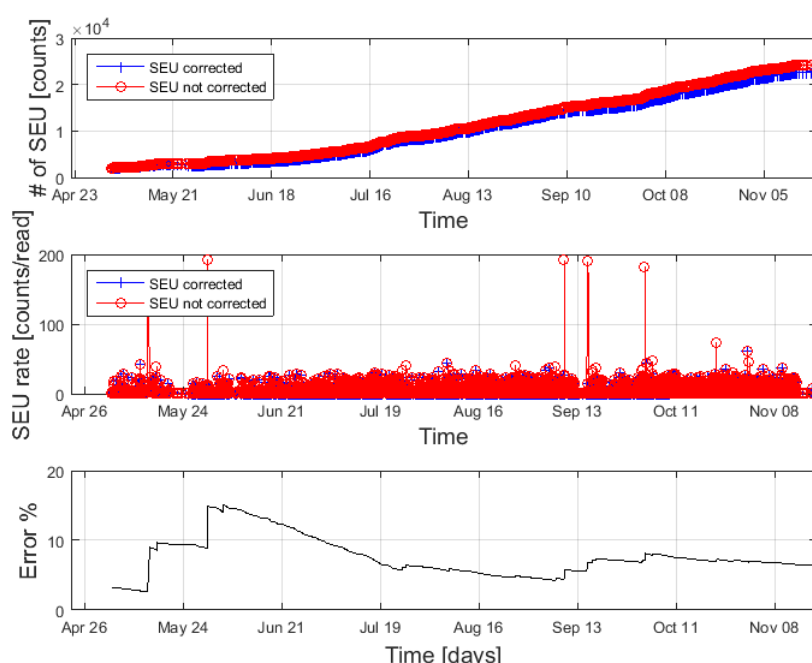 × 10^4
3
2
1
0
# of SEU [counts]
SEU corrected
SEU not corrected
Apr 23 May 21 Jun 18 Jul 16 Aug 13 Sep 10 Oct 08 Nov 05
Time
200
100
0
SEU rate [counts/read]
SEU corrected
SEU not corrected
Apr 26 May 24 Jun 21 Jul 19 Aug 16 Sep 13 Oct 11 Nov 08
Time
20
10
0
Error %
Apr 26 May 24 Jun 21 Jul 19 Aug 16 Sep 13 Oct 11 Nov 08
Time [days]